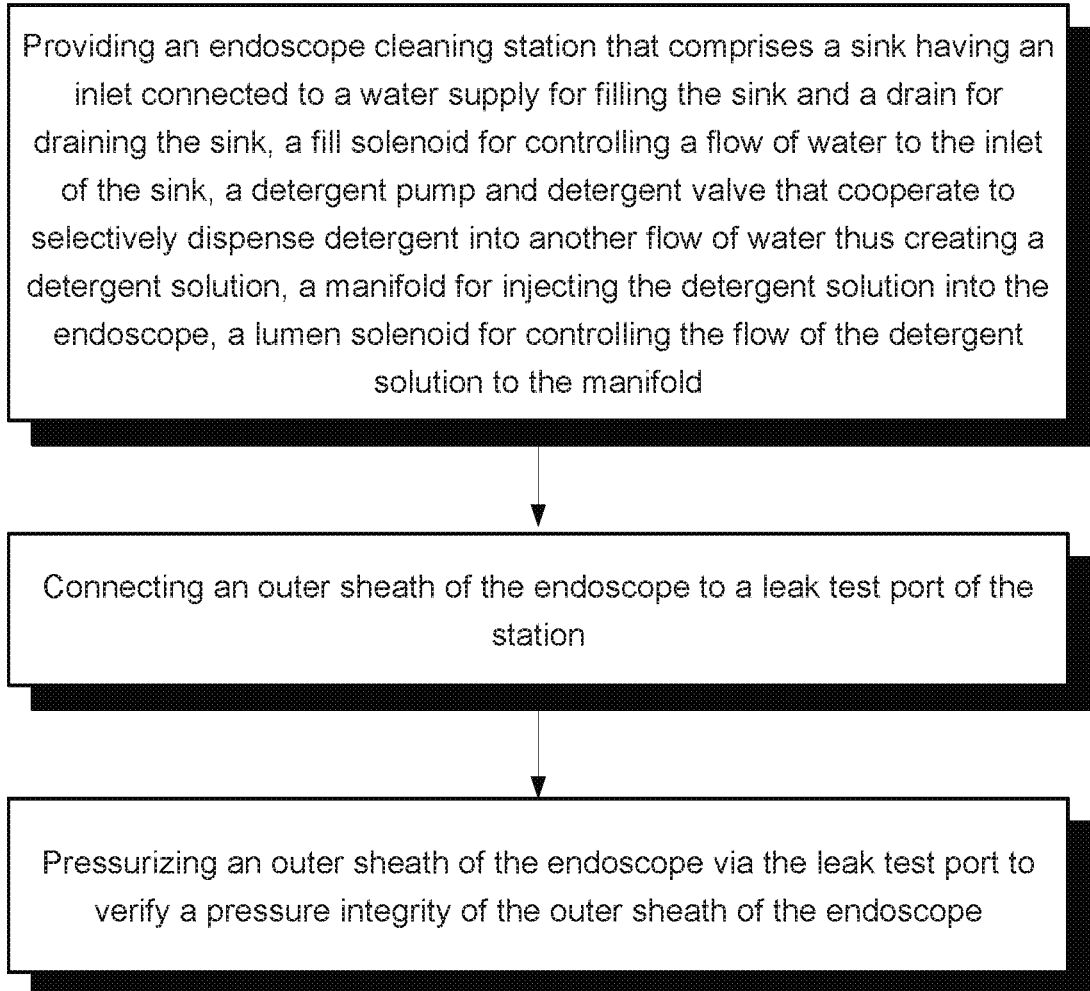 Providing an endoscope cleaning station that comprises a sink having an
inlet connected to a water supply for filling the sink and a drain for
draining the sink, a fill solenoid for controlling a flow of water to the inlet
of the sink, a detergent pump and detergent valve that cooperate to
selectively dispense detergent into another flow of water thus creating a
detergent solution, a manifold for injecting the detergent solution into the
endoscope, a lumen solenoid for controlling the flow of the detergent
solution to the manifold
Connecting an outer sheath of the endoscope to a leak test port of the
station
Pressurizing an outer sheath of the endoscope via the leak test port to
verify a pressure integrity of the outer sheath of the endoscope